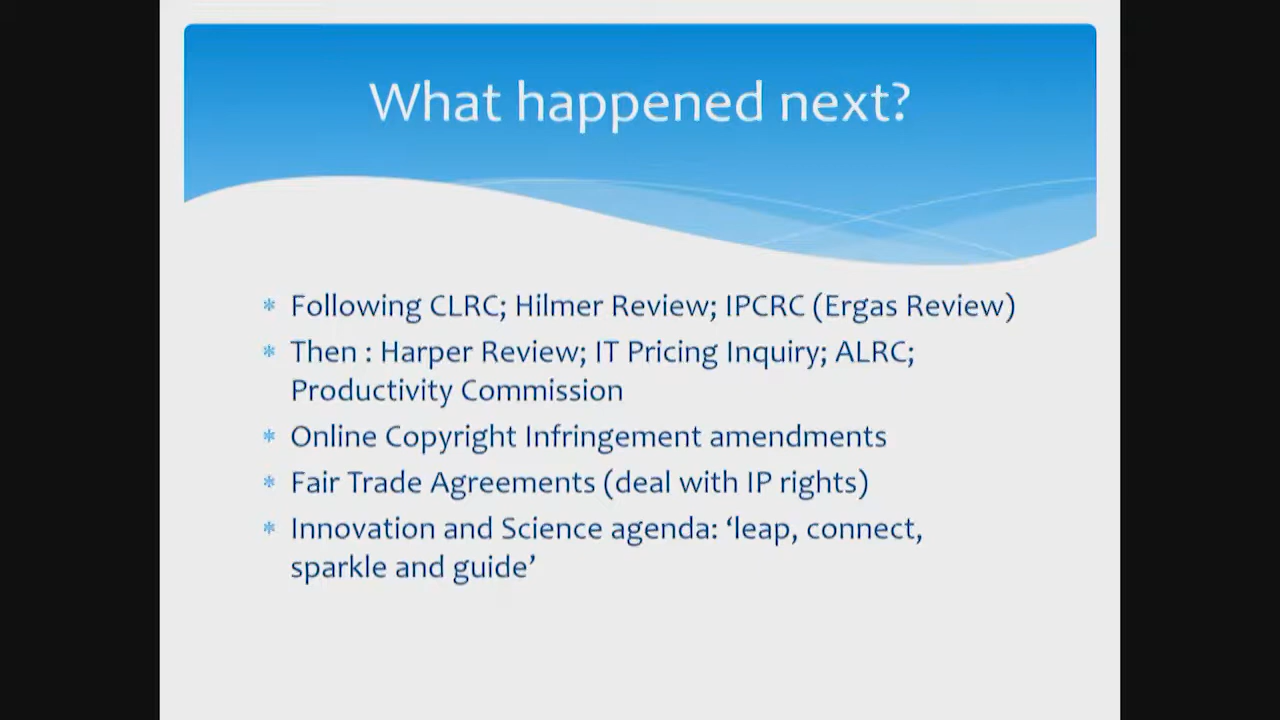 What happened next?
* Following CLRC; Hilmer Review; IPCRC (Ergas Review)
* Then : Harper Review; IT Pricing Inquiry; ALRC;
Productivity Commission
* Online Copyright Infringement amendments
* Fair Trade Agreements (deal with IP rights)
* Innovation and Science agenda: ‘leap, connect,
sparkle and guide’